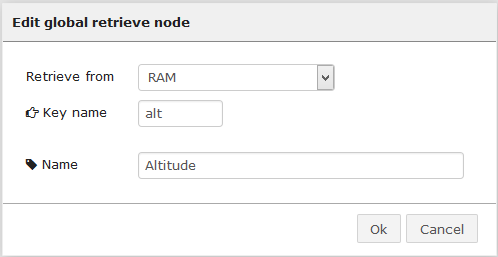 Edit global retrieve node
Retrieve from RAM
Key name alt
Name Altitude
Ok Cancel